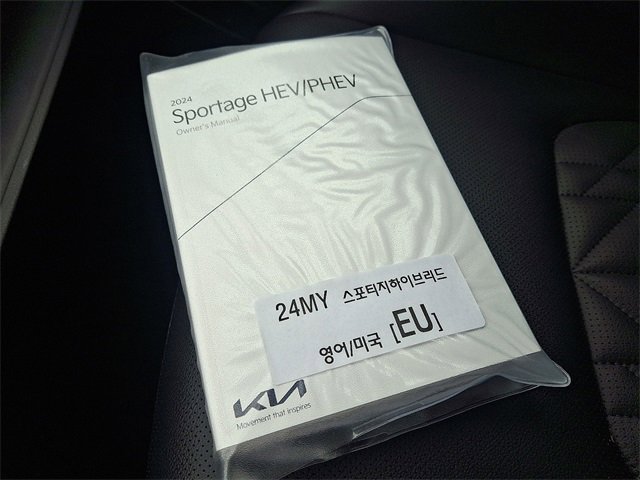 2024
Sportage HEV/PHEV
Owner's Manual
24MY 스포티지하이브리드
영어/미국 [EU]
KIA
Movement that inspires